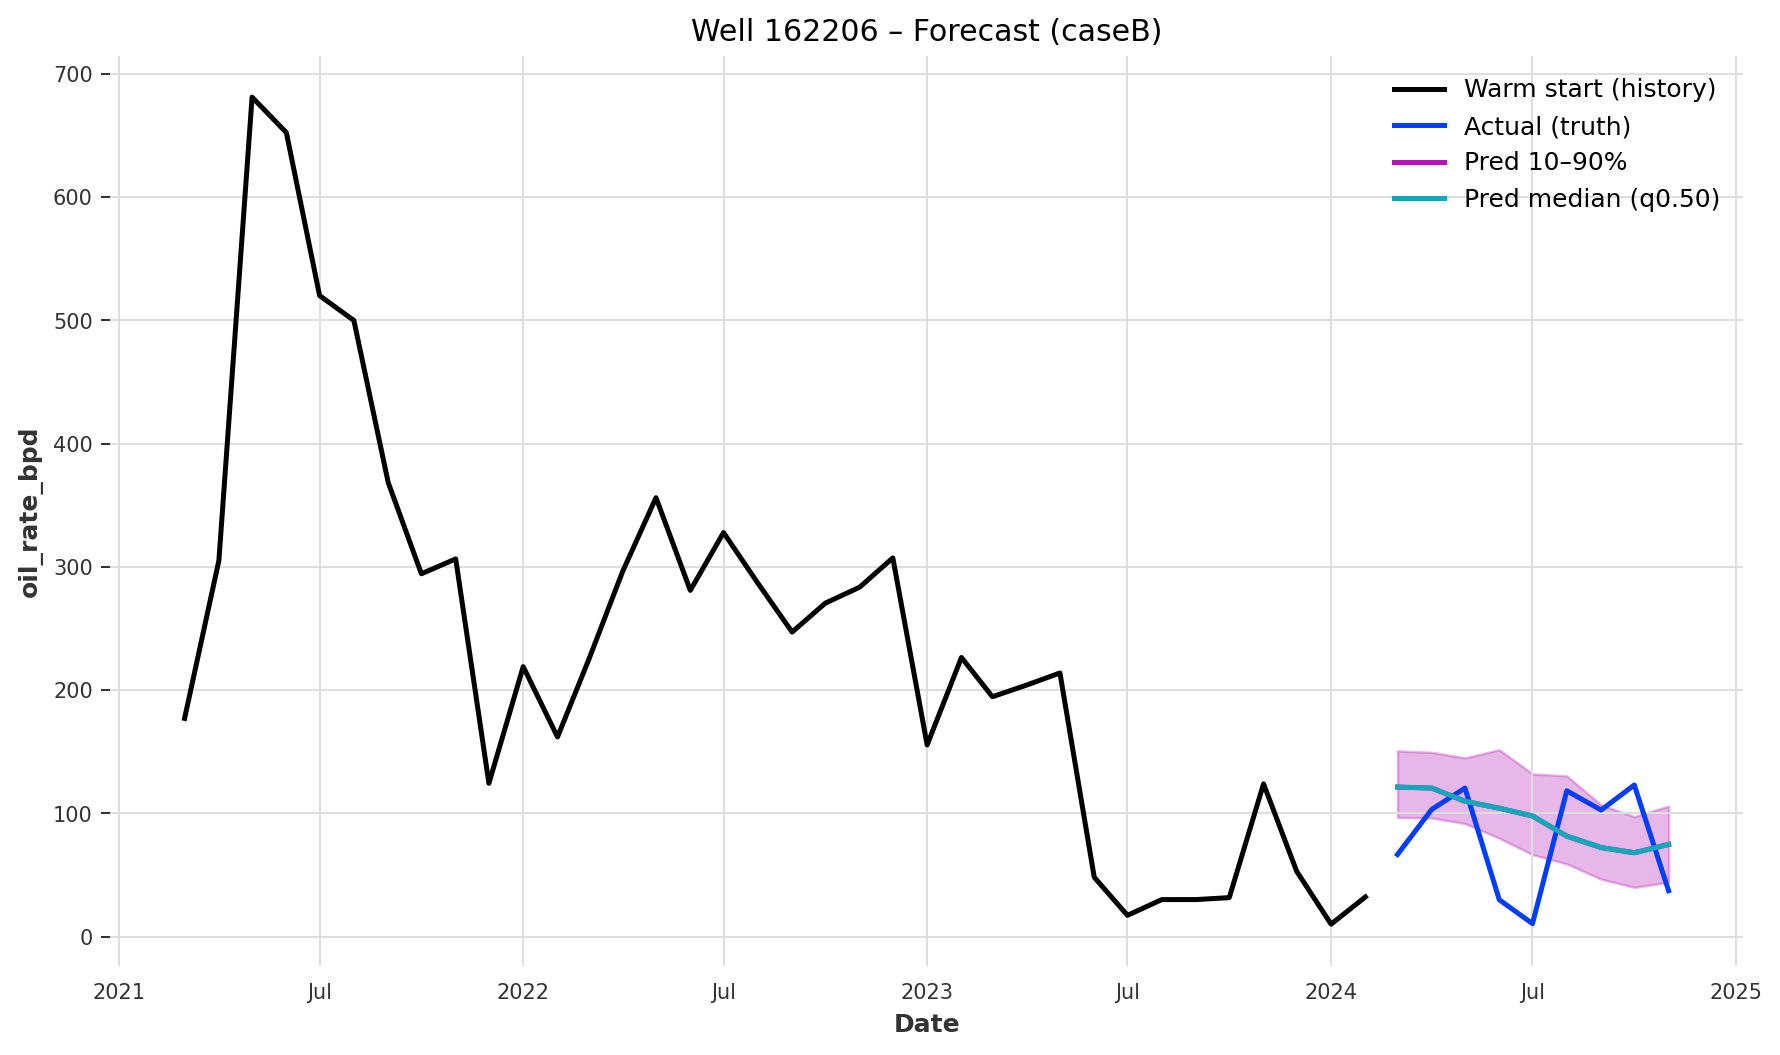 Well 162206 – Forecast (caseB)
Warm start (history)
Actual (truth)
Pred 10–90%
Pred median (q0.50)
oil_rate_bpd
700
600
500
400
300
200
100
0
2021
Jul
2022
Jul
2023
Jul
2024
Jul
2025
Date